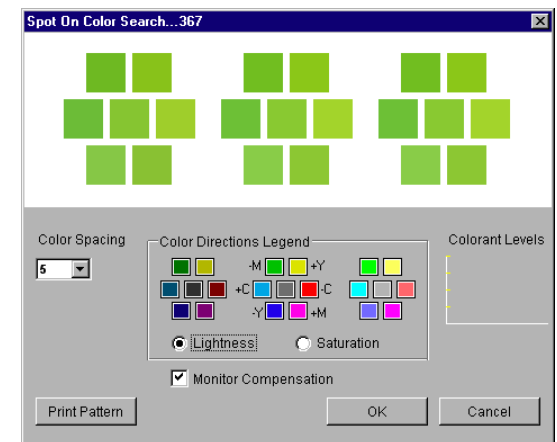 Spot On Color Search...367
Color Spacing
5
Color Directions Legend
-M +Y
+C -C
-Y +M
Lightness Saturation
Colorant Levels
Monitor Compensation
Print Pattern OK Cancel